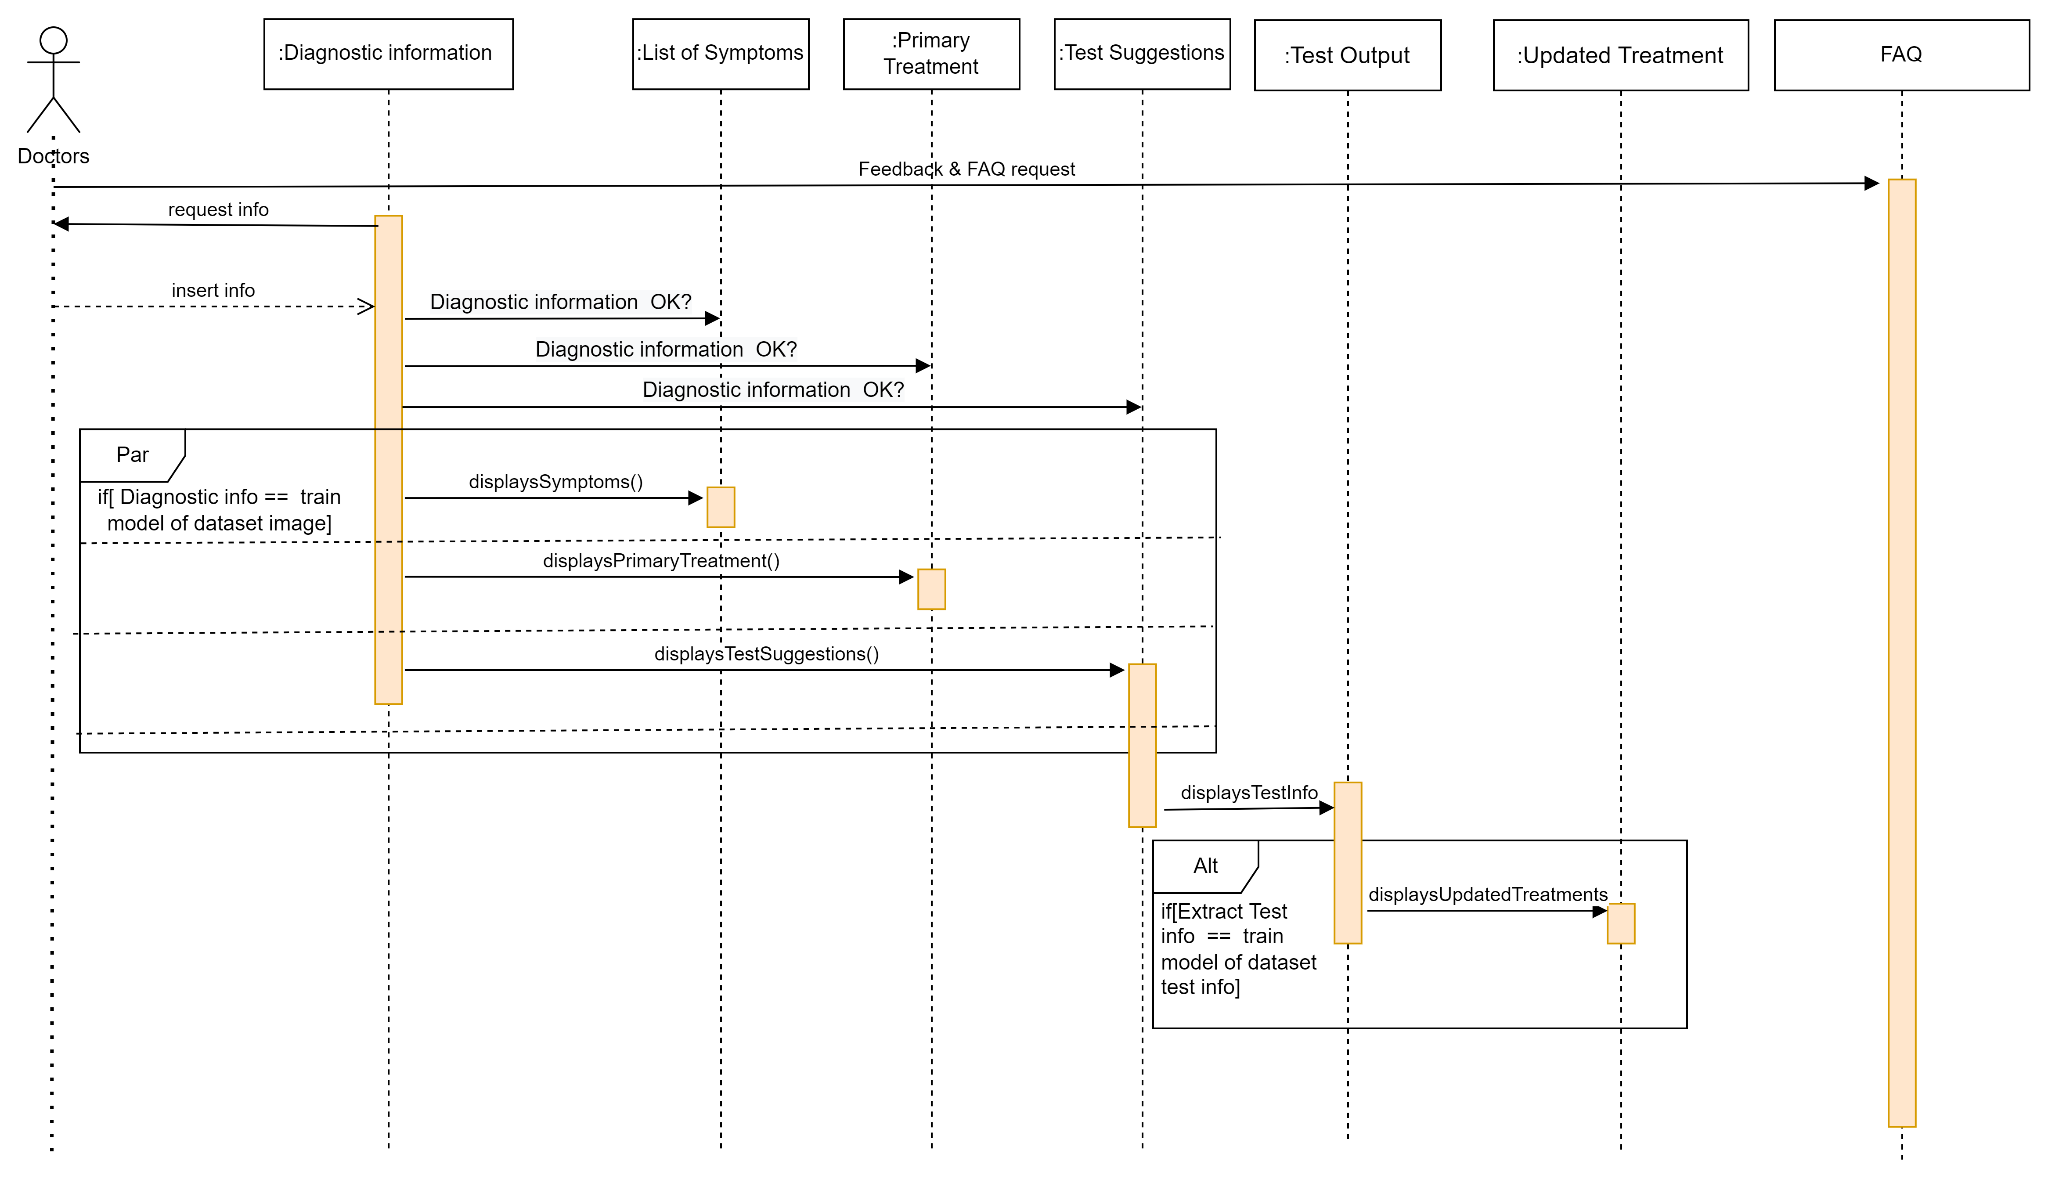 :Diagnostic information
:List of Symptoms
:Primary
Treatment
:Test Suggestions
:Test Output
:Updated Treatment
FAQ
Doctors
Feedback & FAQ request
request info
insert info
Diagnostic information  OK?
Diagnostic information  OK?
Diagnostic information  OK?
Par
if[ Diagnostic info ==  train
model of dataset image]
displaysSymptoms()
displaysPrimaryTreatment()
displaysTestSuggestions()
displaysTestInfo
Alt
displaysUpdatedTreatments
if[Extract Test
info  ==  train
model of dataset
test info]